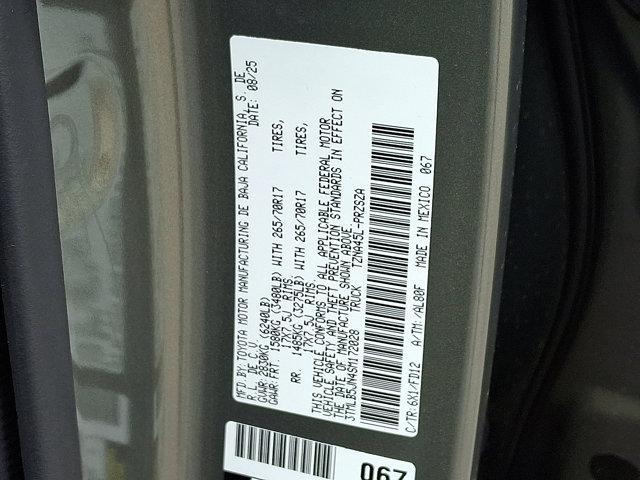 MFD.BY:TOYOTA MOTOR MANUFACTURING DE BAJA CALIFORNIA S. DE
R.L. DE C.V. DATE: 08/25
GVWR 2830KG (6240LB)
GAWR:FRT. 1580KG (3480LB) WITH 265/70R17 TIRES,
17X7.5J RIMS
RR. 1485KG (3275LB) WITH 265/70R17 TIRES,
17X7.5J RIMS
THIS VEHICLE CONFORMS TO ALL APPLICABLE FEDERAL MOTOR
VEHICLE SAFETY AND THEFT PREVENTION STANDARDS IN EFFECT ON
THE DATE OF MANUFACTURE SHOWN ABOVE.
3TMLB5JN4SM172028 TRUCK TZNA45L-PRZSZA
C/TR:6X1/FD12 A/TM:/AL80F MADE IN MEXICO 067
067